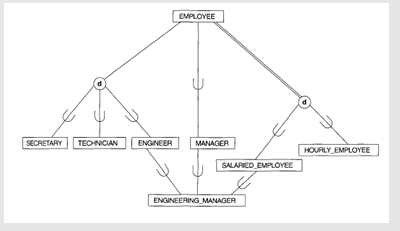 EMPLOYEE
d
d
SECRETARY
TECHNICIAN
ENGINEER
MANAGER
HOURLY_EMPLOYEE
SALARIED_EMPLOYEE
ENGINEERING_MANAGER